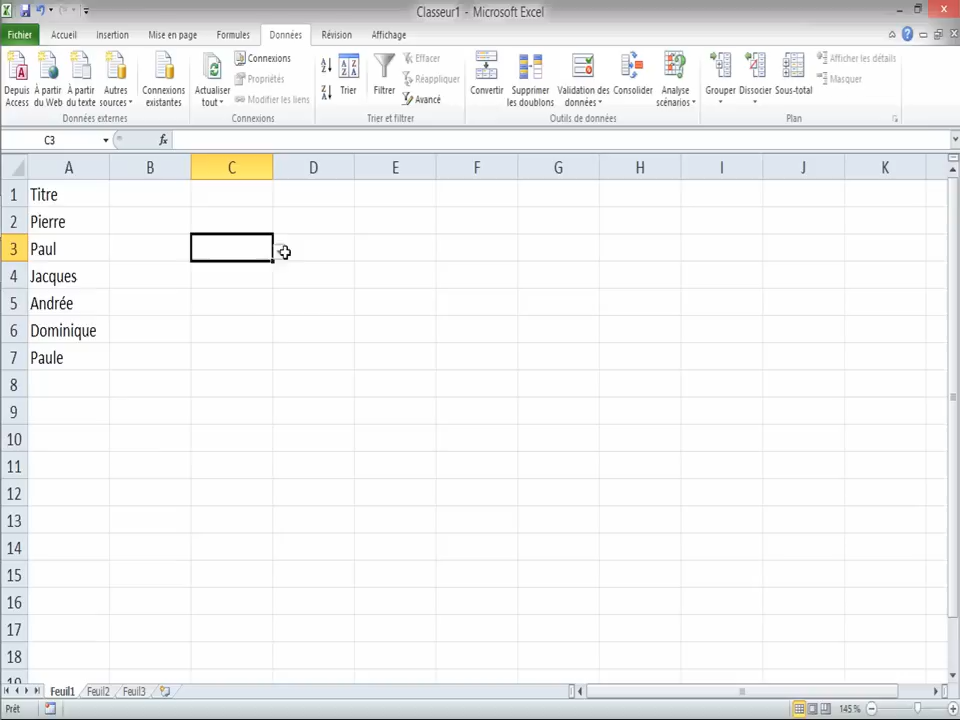 Classeur1 - Microsoft Excel
Fichier Accueil Insertion Mise en page Formules Données Révision Affichage
Depuis Access
À partir du Web
À partir du texte
Autres sources
Connexions existantes
Données externes
Actualiser tout
Connexions
Propriétés
Modifier les liens
Connexions
Trier
Filtrer
Effacer
Réappliquer
Avancé
Trier et filtrer
Convertir
Supprimer les doublons
Validation des données
Consolider
Analyse scénarios
Outils de données
Grouper
Dissocier
Sous-total
Afficher les détails
Masquer
Plan
C3 fx
A B C D E F G H I J K
1 Titre
2 Pierre
3 Paul
4 Jacques
5 Andrée
6 Dominique
7 Paule
8
9
10
11
12
13
14
15
16
17
18
Feuil1 Feuil2 Feuil3
Prêt 145 %